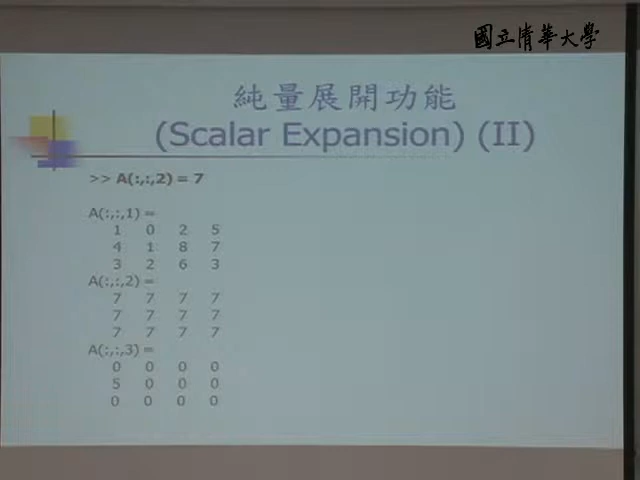 國立清華大學
純量展開功能
(Scalar Expansion) (II)
>> A(:,:,2) = 7
A(:,:,1) =
1 0 2 5
4 1 8 7
3 2 6 3
A(:,:,2) =
7 7 7 7
7 7 7 7
7 7 7 7
A(:,:,3) =
0 0 0 0
5 0 0 0
0 0 0 0